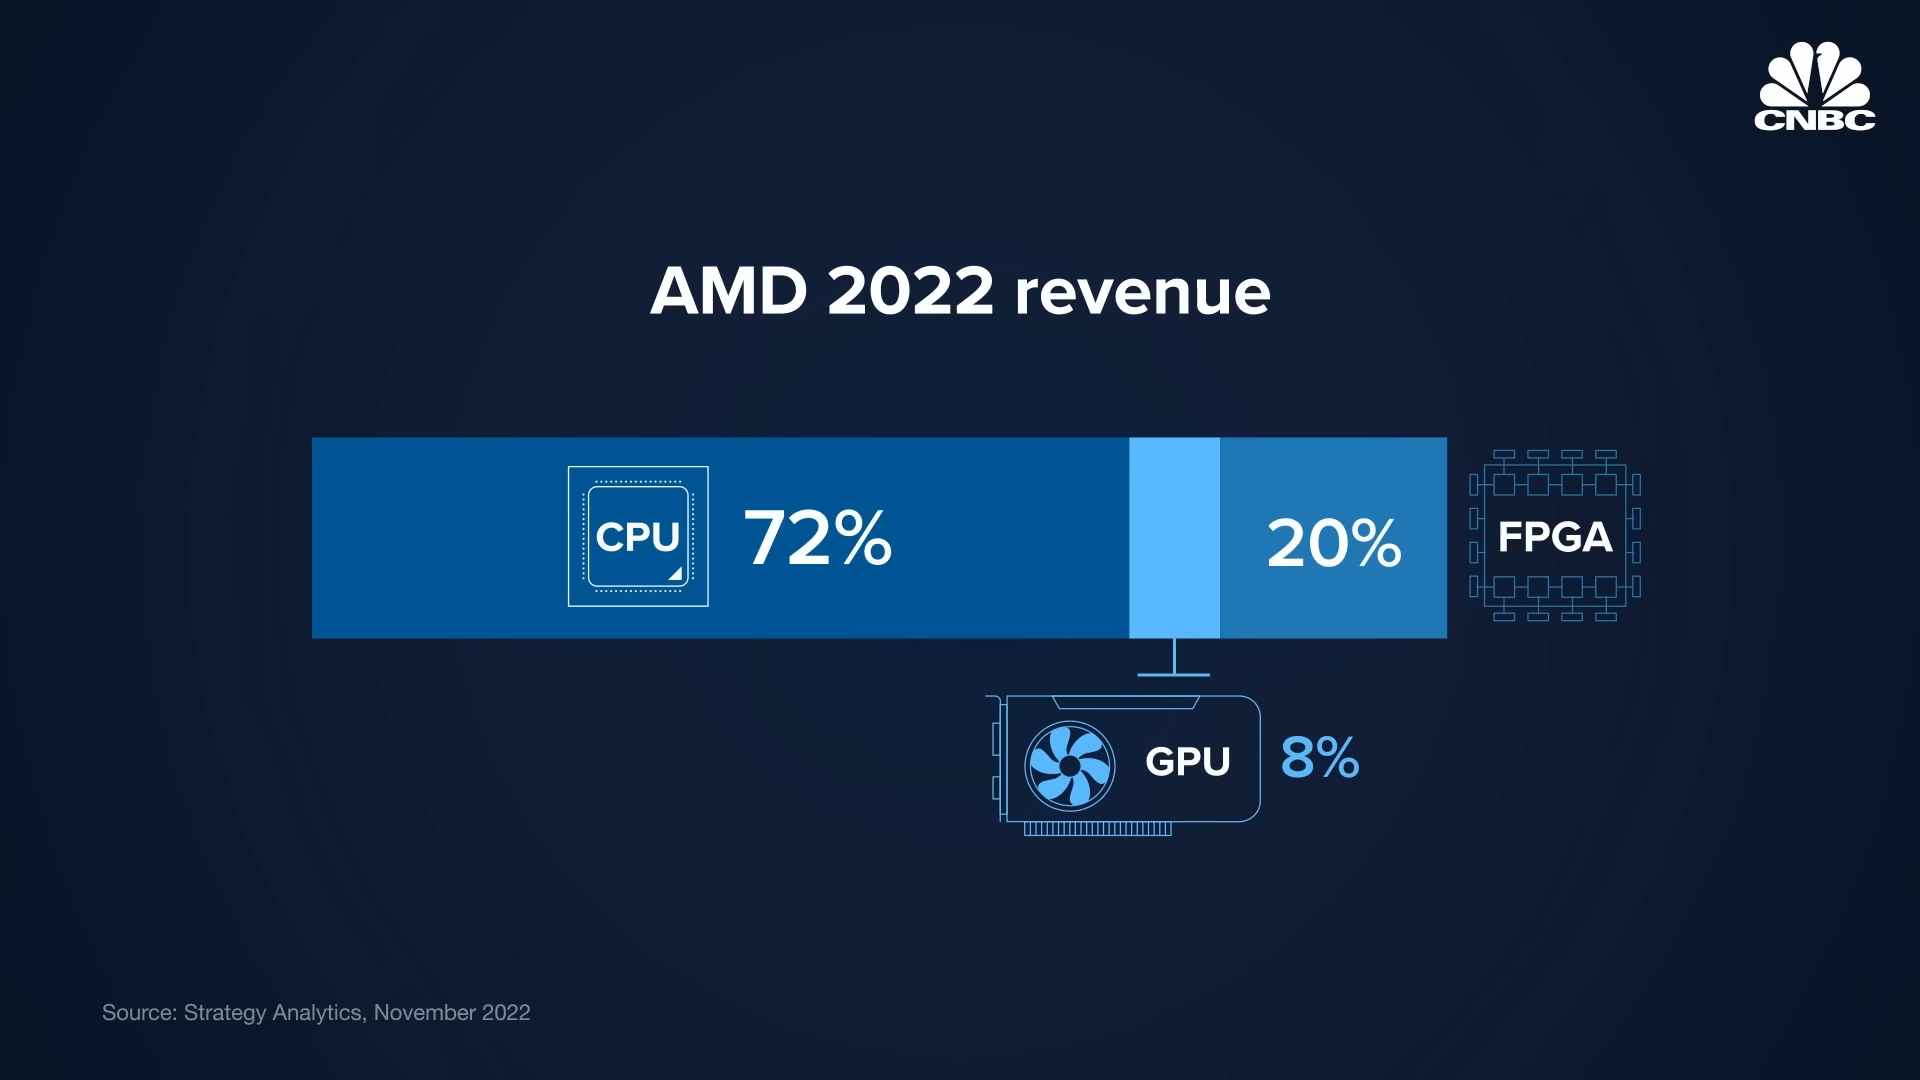 CNBC
AMD 2022 revenue
CPU 72% 20% FPGA
GPU 8%
Source: Strategy Analytics, November 2022